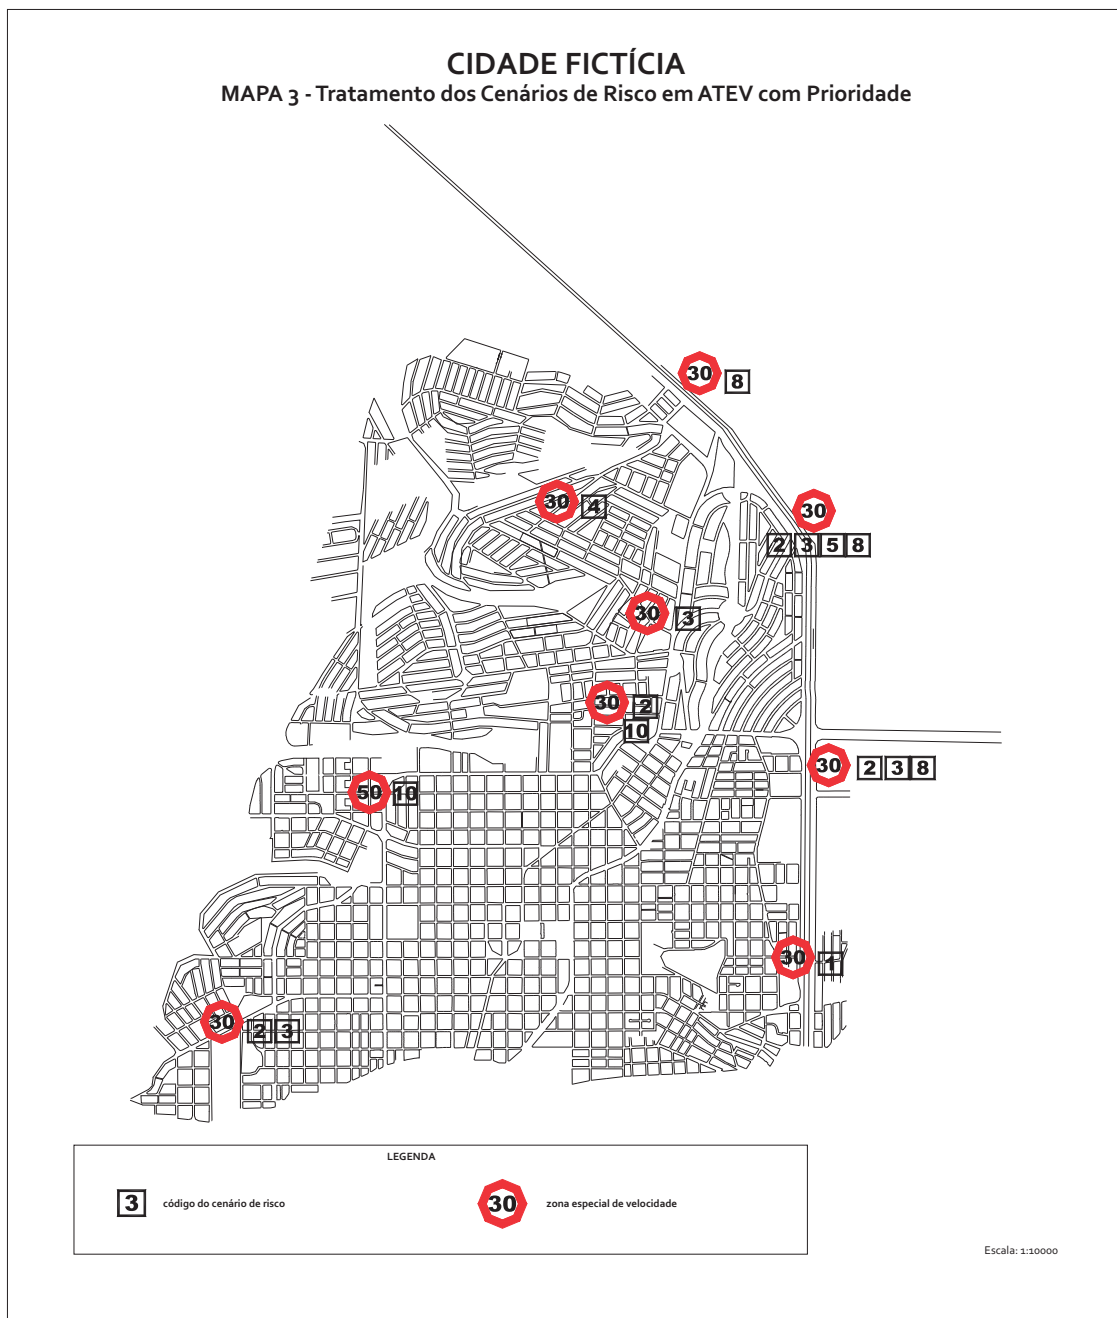 CIDADE FICTÍCIA
MAPA 3 - Tratamento dos Cenários de Risco em ATEV com Prioridade
30
8
30
4
30
2 3 5 8
30
3
30
2
10
30
2 3 8
50
10
30
1
30
2 3
LEGENDA
3
código do cenário de risco
30
zona especial de velocidade
Escala: 1:10000